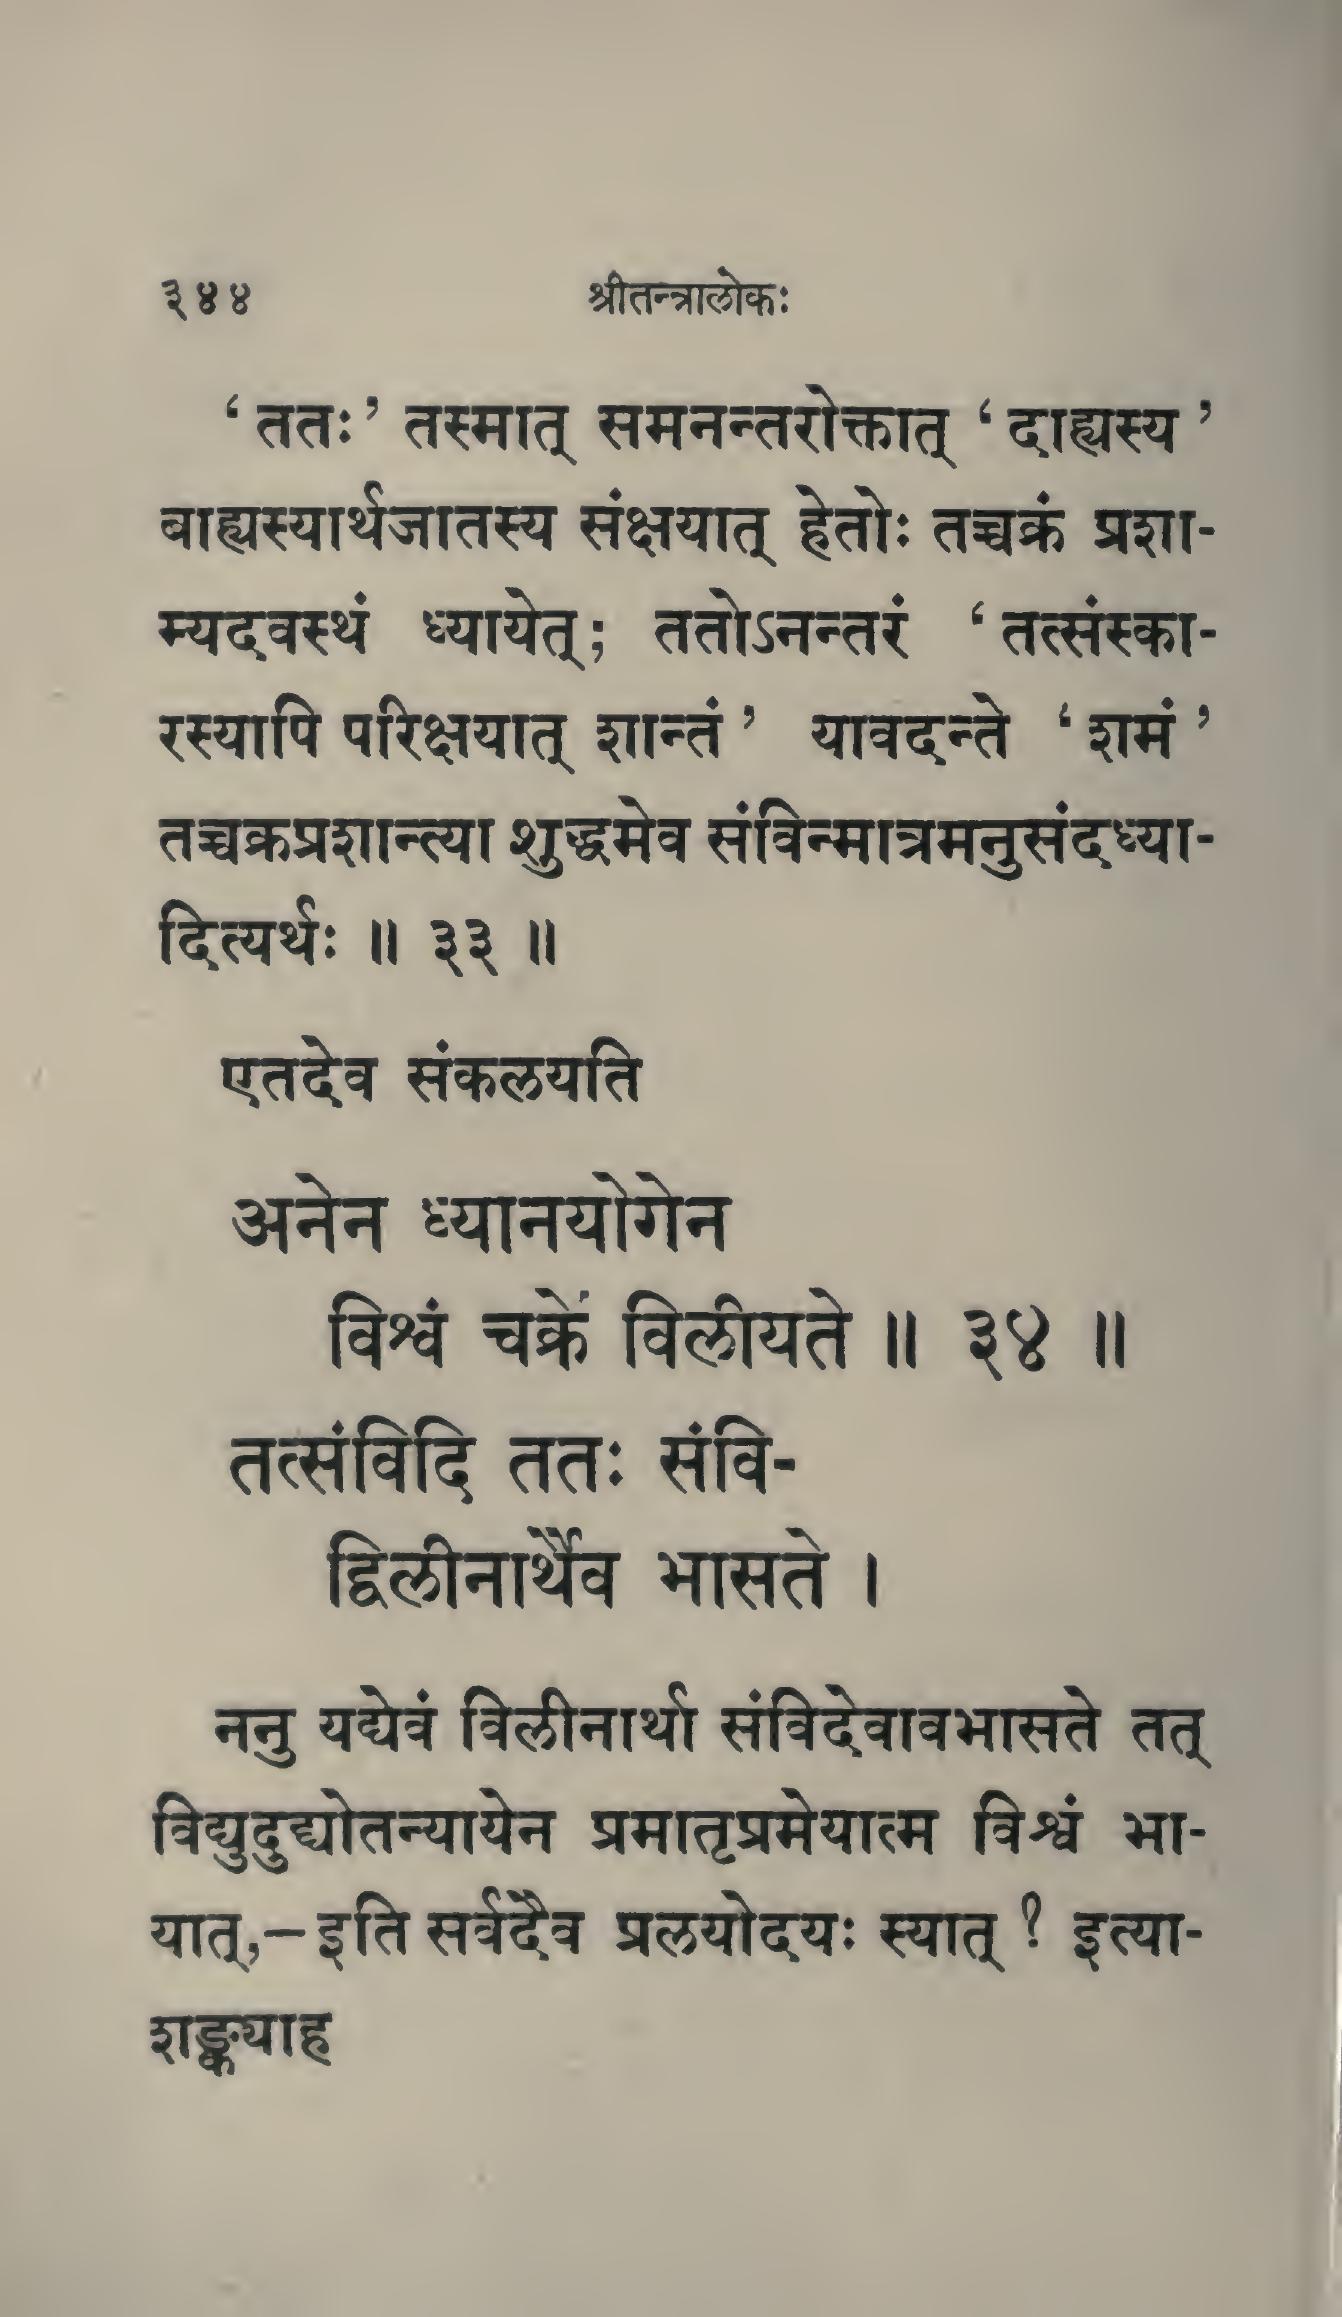 ३४४ श्रीतन्त्रालोकः
‘ ततः’ तस्मात् समनन्तरोक्तात् ‘ दाह्यस्य ’
बाह्यस्यार्थजातस्य संक्षयात् हेतोः तच्चक्रं प्रशा-
म्यदवस्थं ध्यायेत्; ततोऽनन्तरं ‘ तत्संस्का-
रस्यापि परिक्षयात् शान्तं ’ यावदन्ते ‘ शमं ’
तच्चक्रप्रशान्त्या शुद्धमेव संविन्मात्रमनुसंदध्या-
दित्यर्थः ॥ ३३ ॥
एतदेव संकलयति
अनेन ध्यानयोगेन
विश्वं चक्रे विलीयते ॥ ३४ ॥
तत्संविदि ततः संवि-
द्विलीनार्थैव भासते ।
ननु यद्येवं विलीनार्था संविदेवावभासते तत्
विद्युदुद्योतन्यायेन प्रमातृप्रमेयात्म विश्वं भा-
यात्,—इति सर्वदैव प्रलयोदयः स्यात् ? इत्या-
शङ्क्याह